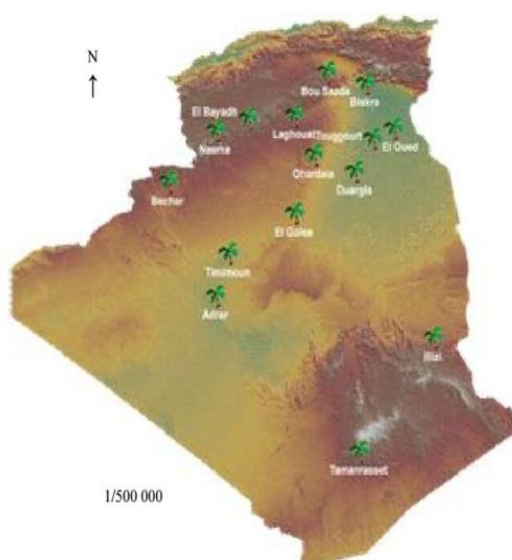 N
Bou Saada
Biskra
El Bayadh
Laghouat
Touggourt
El Oued
Naama
Ghardaia
Ouargla
Bechar
El Golea
Timimoun
Adrar
Illizi
Tamanrasset
1/500 000